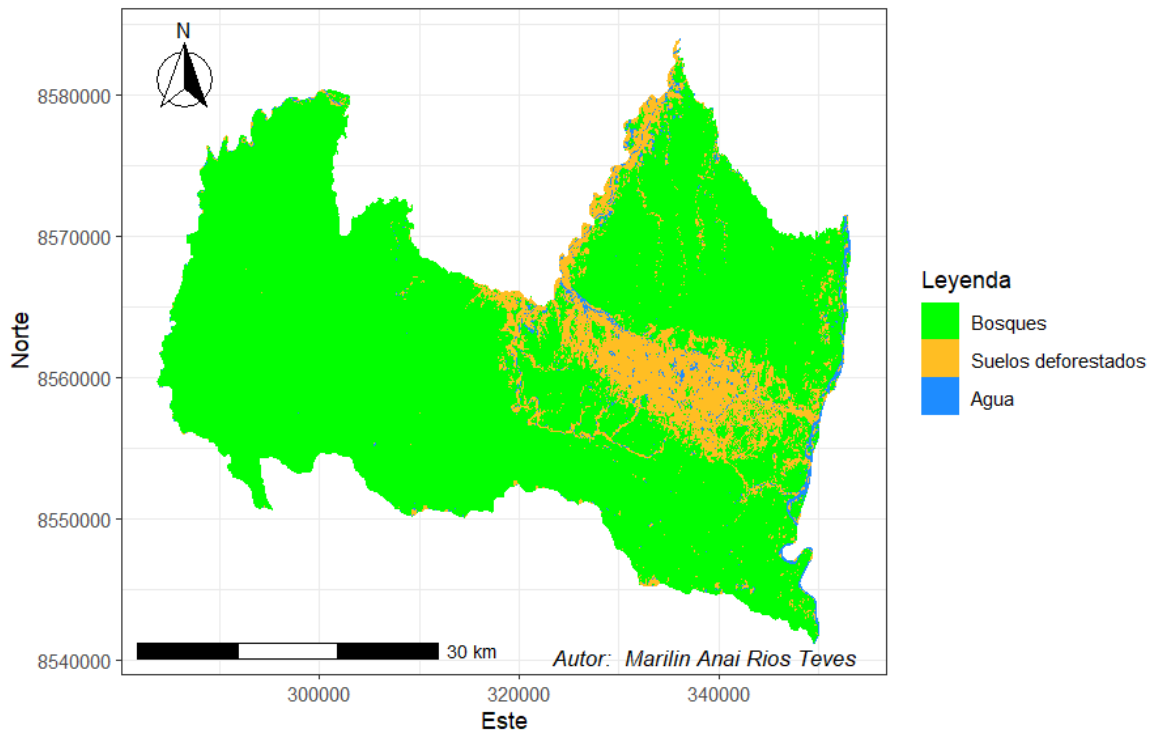 N
8580000
8570000
8560000
8550000
8540000
Norte
300000
320000
340000
Este
30 km
Autor:  Marilin Anai Rios Teves
Leyenda
Bosques
Suelos deforestados
Agua